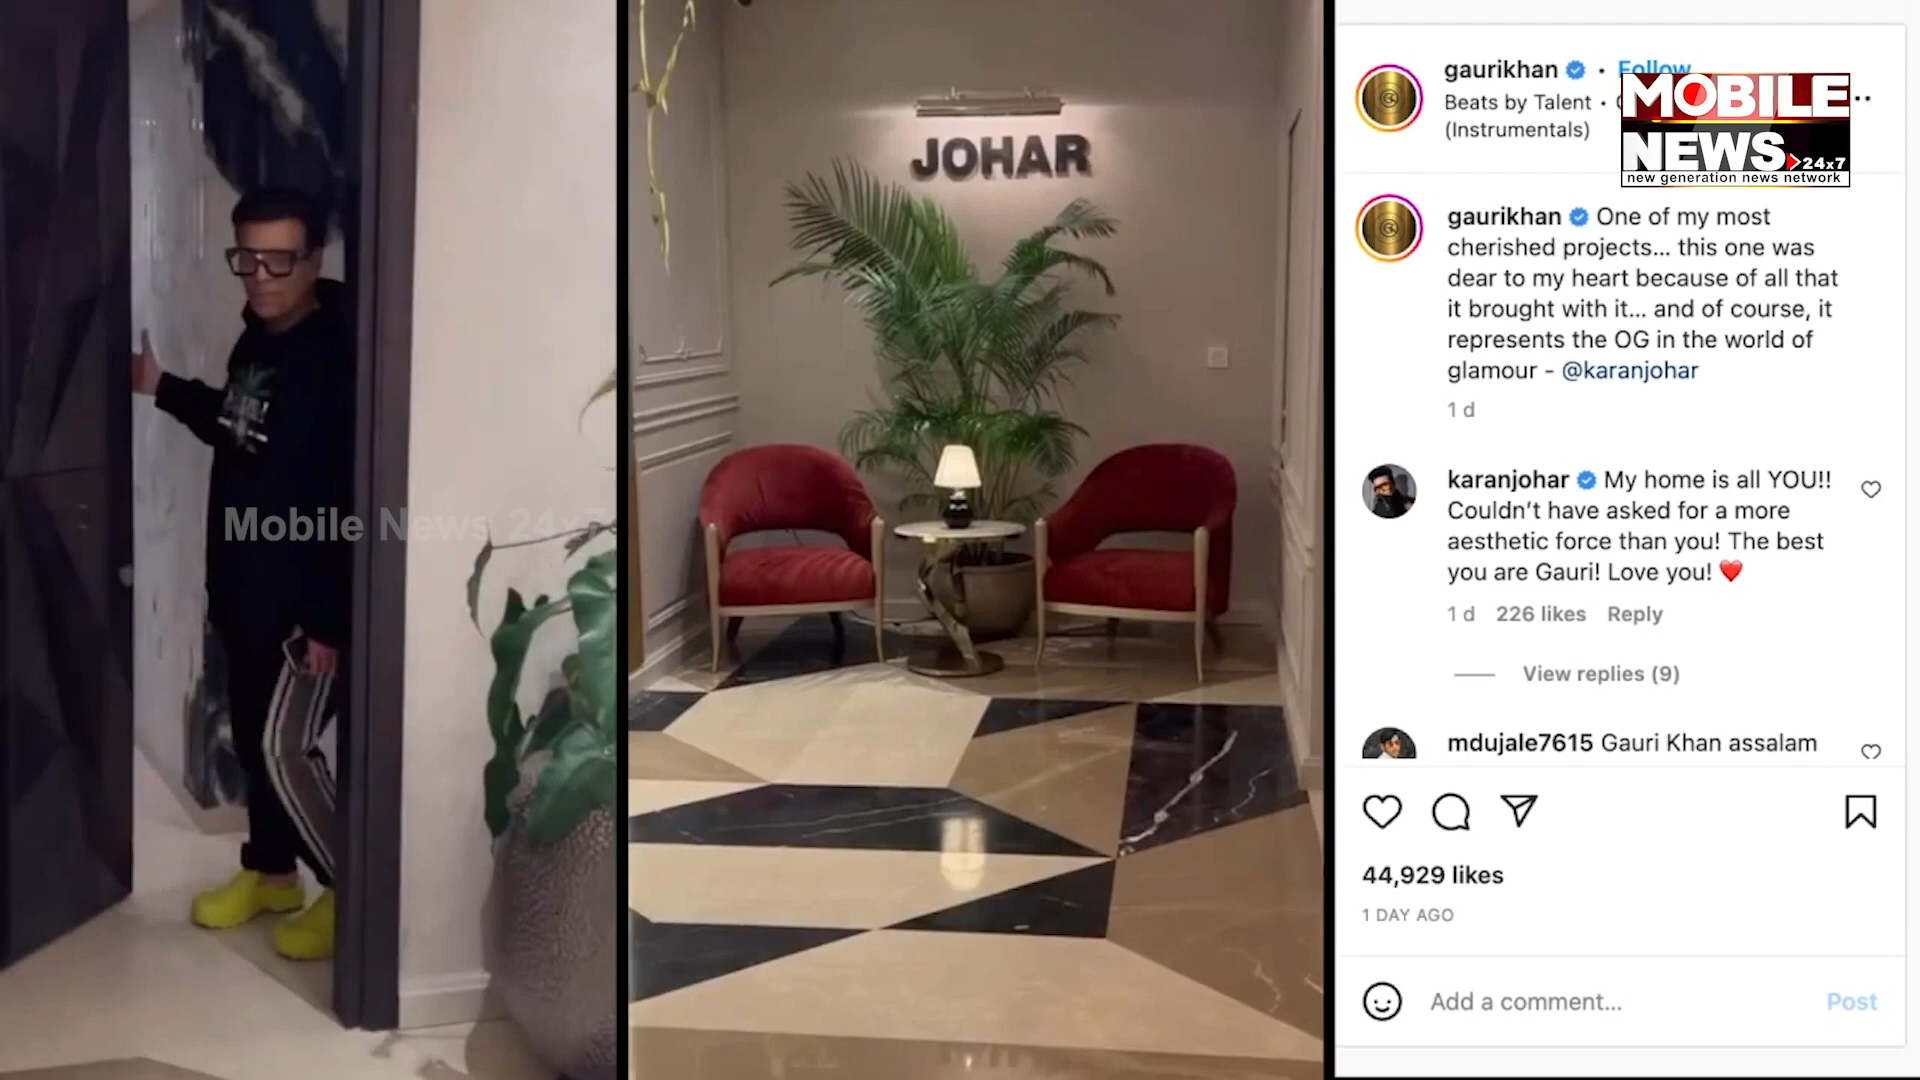 JOHAR
Mobile News 24x7
gaurikhan • Follow
Beats by Talent •
(Instrumentals)
MOBILE
NEWS 24x7
new generation news network
gaurikhan One of my most
cherished projects... this one was
dear to my heart because of all that
it brought with it... and of course, it
represents the OG in the world of
glamour - @karanjohar
1 d
karanjohar My home is all YOU!!
Couldn’t have asked for a more
aesthetic force than you! The best
you are Gauri! Love you! ❤️
1 d 226 likes Reply
View replies (9)
mdujale7615 Gauri Khan assalam
44,929 likes
1 DAY AGO
Add a comment... Post